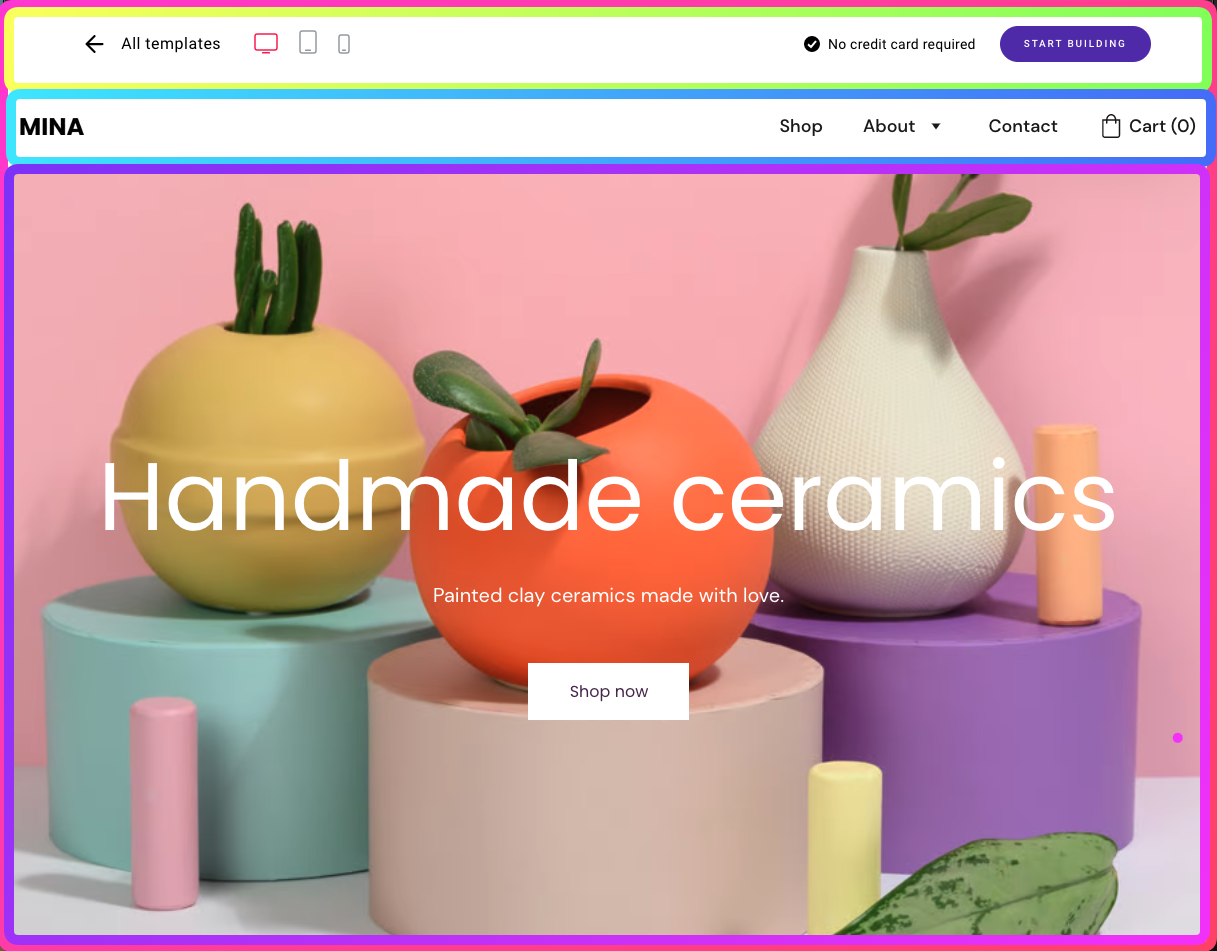 All templates
No credit card required
START BUILDING
MINA
Shop
About
Contact
Cart (0)
Handmade ceramics
Painted clay ceramics made with love.
Shop now